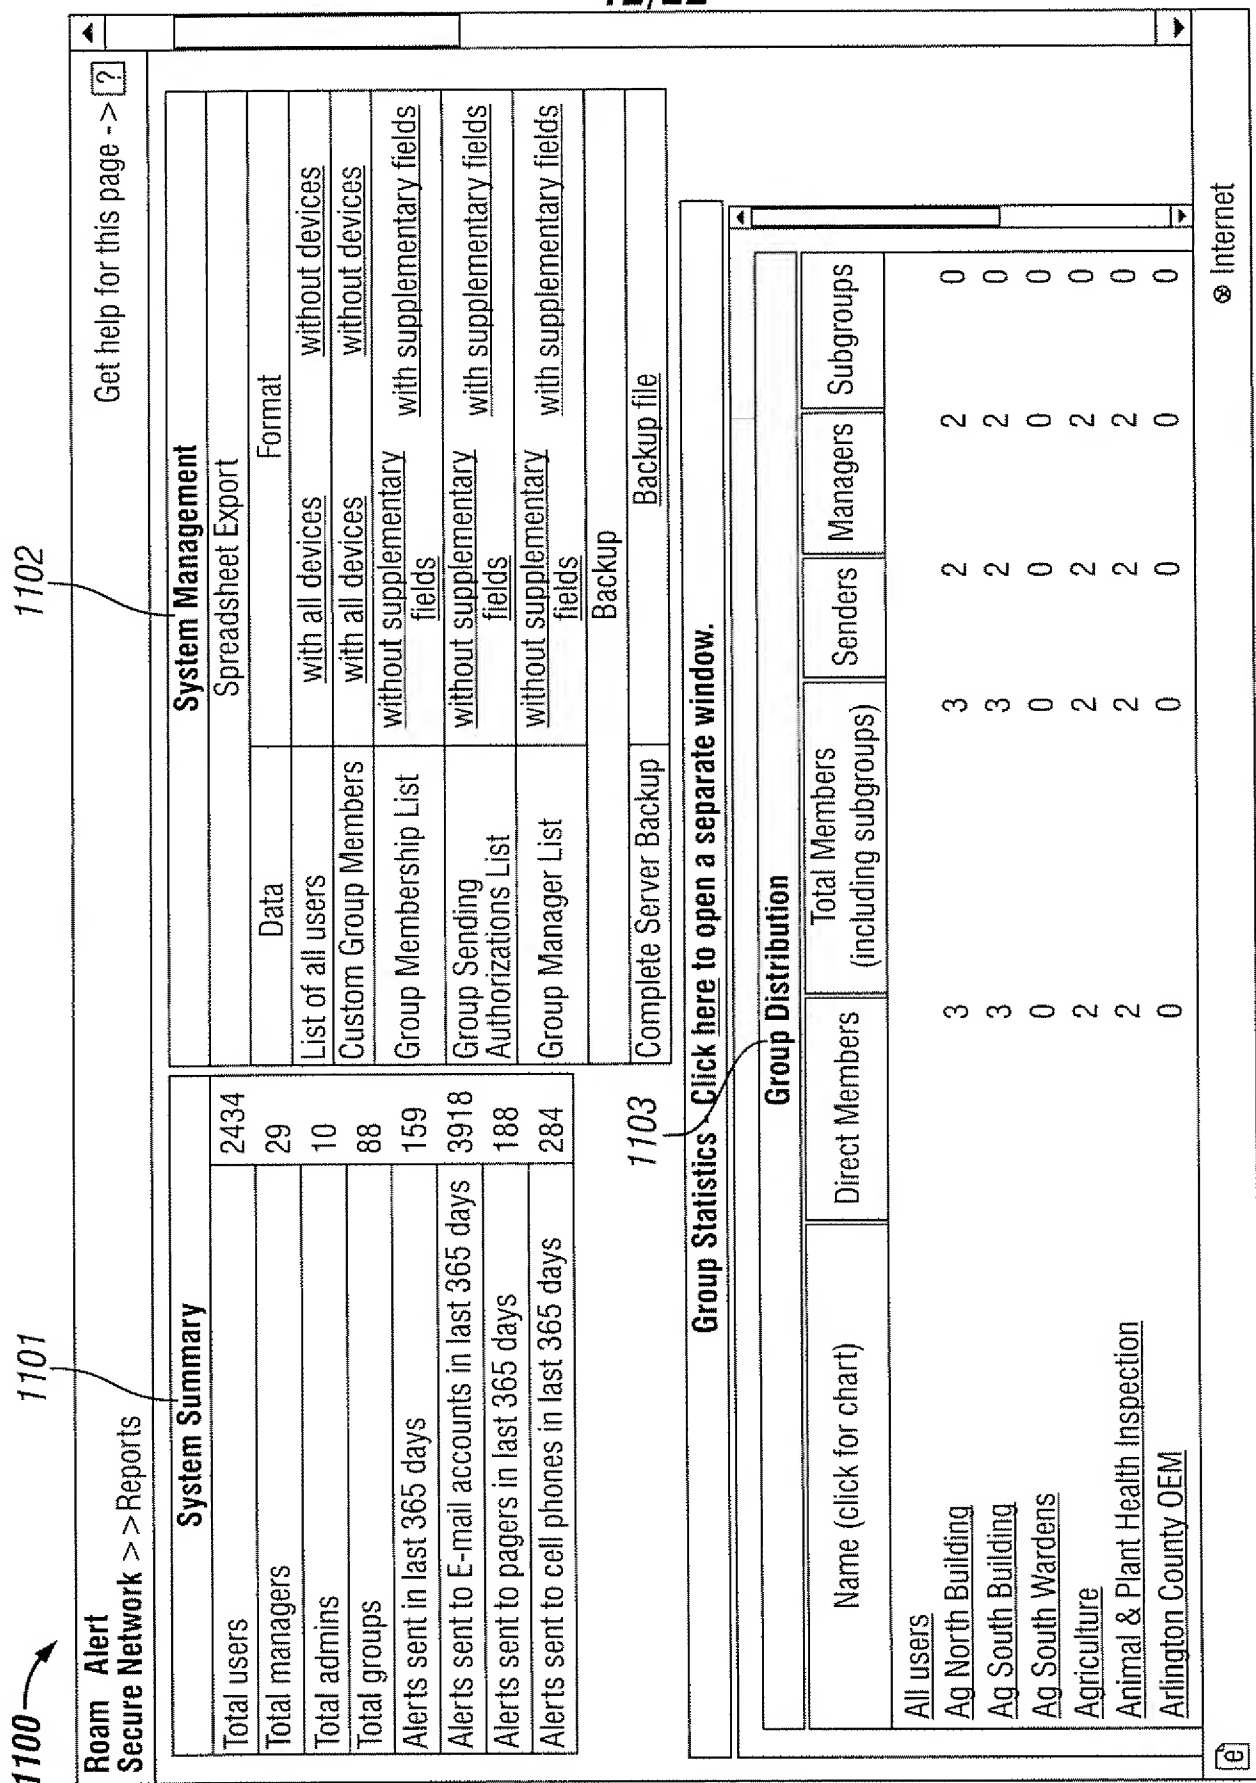 1100
1101
1102
Roam Alert
Secure Network >>Reports
Get help for this page -> ?
System Summary
Total users 2434
Total managers 29
Total admins 10
Total groups 88
Alerts sent in last 365 days 159
Alerts sent to E-mail accounts in last 365 days 3918
Alerts sent to pagers in last 365 days 188
Alerts sent to cell phones in last 365 days 284
System Management
Spreadsheet Export
Data Format
List of all users with all devices without devices
Custom Group Members with all devices without devices
Group Membership List without supplementary fields with supplementary fields
Group Sending Authorizations List without supplementary fields with supplementary fields
Group Manager List without supplementary fields with supplementary fields
Backup
Complete Server Backup Backup file
1103
Group Statistics - Click here to open a separate window.
Group Distribution
Name (click for chart) Direct Members Total Members (including subgroups) Senders Managers Subgroups
All users
Ag North Building 3 3 2 2 0
Ag South Building 3 3 2 2 0
Ag South Wardens 0 0 0 0 0
Agriculture 2 2 2 2 0
Animal & Plant Health Inspection 2 2 2 2 0
Arlington County OEM 0 0 0 0 0
Internet